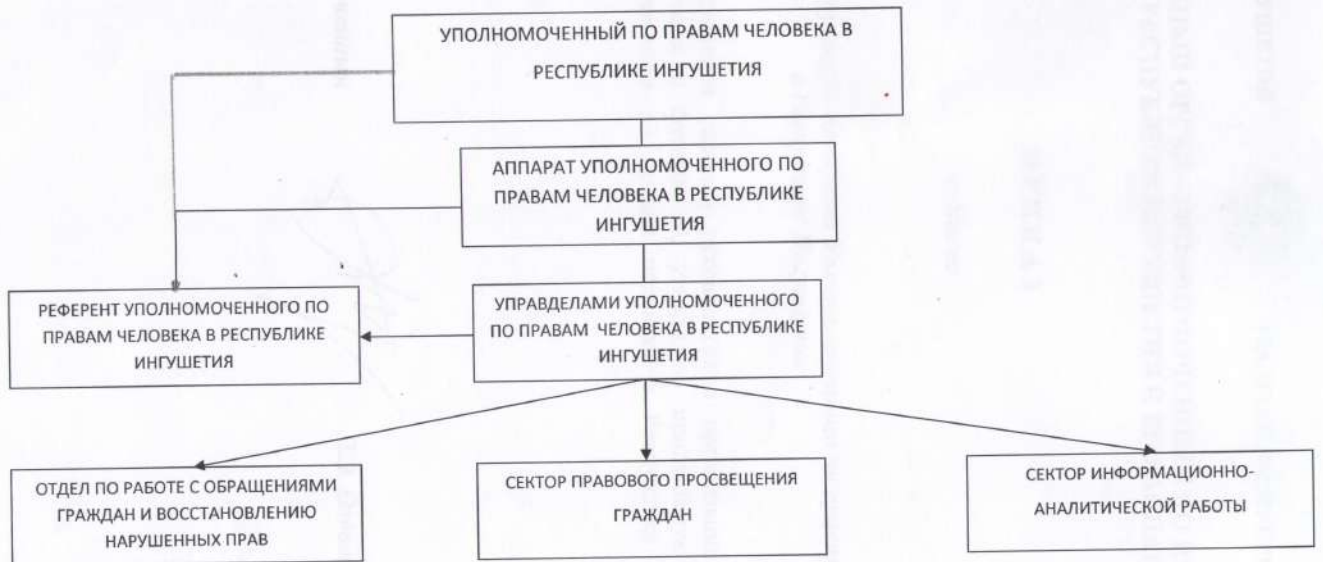 УПОЛНОМОЧЕННЫЙ ПО ПРАВАМ ЧЕЛОВЕКА В
РЕСПУБЛИКЕ ИНГУШЕТИЯ
АППАРАТ УПОЛНОМОЧЕННОГО ПО
ПРАВАМ ЧЕЛОВЕКА В РЕСПУБЛИКЕ
ИНГУШЕТИЯ
РЕФЕРЕНТ УПОЛНОМОЧЕННОГО ПО
ПРАВАМ ЧЕЛОВЕКА В РЕСПУБЛИКЕ
ИНГУШЕТИЯ
УПРАВДЕЛАМИ УПОЛНОМОЧЕННОГО
ПО ПРАВАМ ЧЕЛОВЕКА В РЕСПУБЛИКЕ
ИНГУШЕТИЯ
ОТДЕЛ ПО РАБОТЕ С ОБРАЩЕНИЯМИ
ГРАЖДАН И ВОССТАНОВЛЕНИЮ
НАРУШЕННЫХ ПРАВ
СЕКТОР ПРАВОВОГО ПРОСВЕЩЕНИЯ
ГРАЖДАН
СЕКТОР ИНФОРМАЦИОННО-
АНАЛИТИЧЕСКОЙ РАБОТЫ